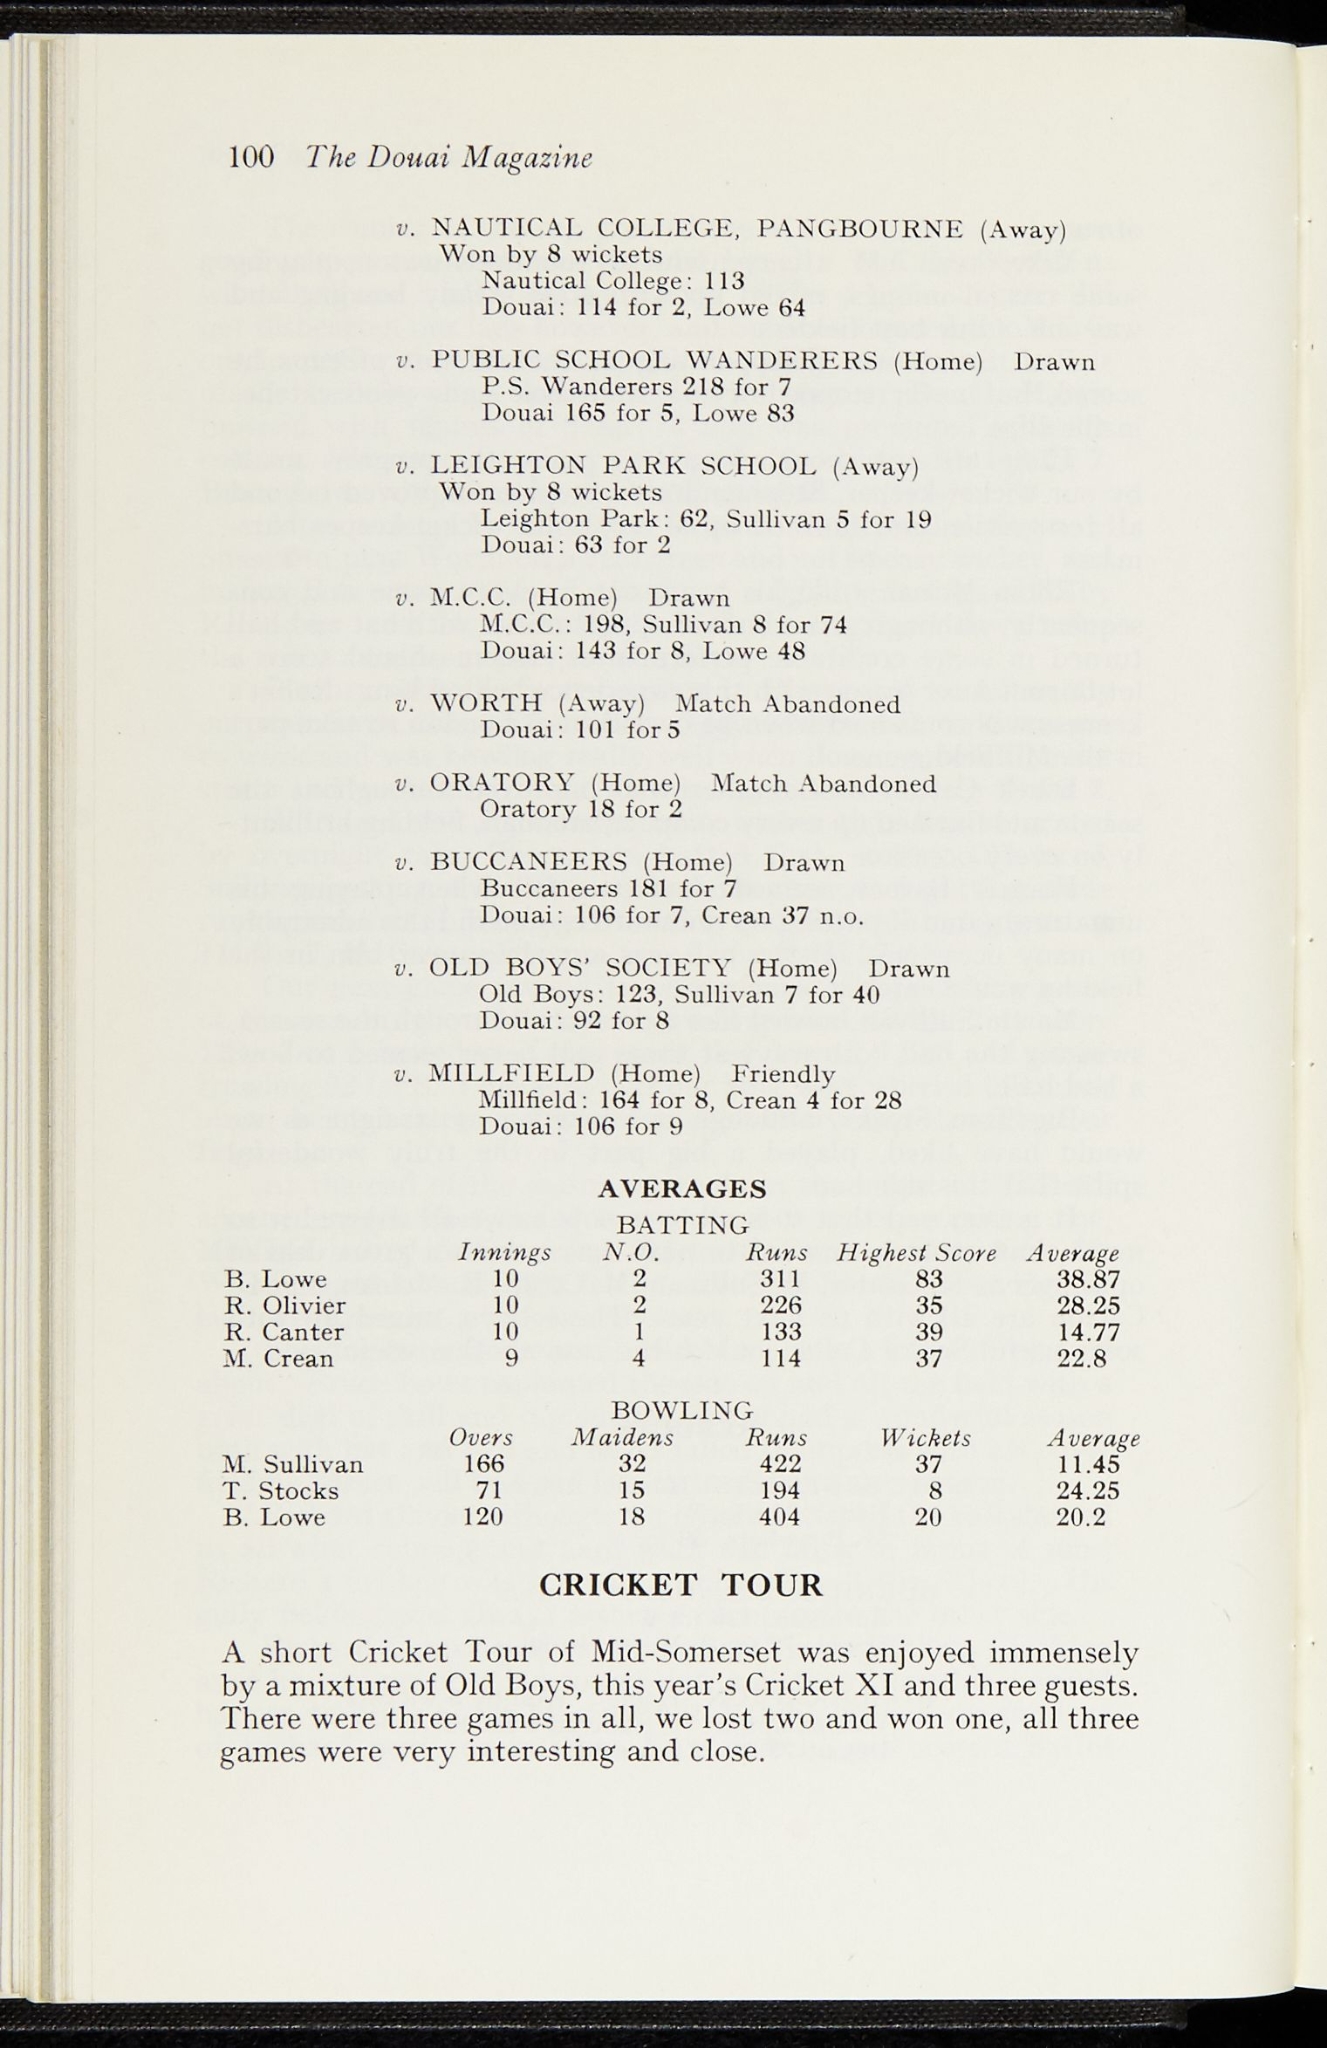 100 The Douai Magazine
v. NAUTICAL COLLEGE, PANGBOURNE (Away)
Won by 8 wickets
Nautical College: 113
Douai: 114 for 2, Lowe 64
v. PUBLIC SCHOOL WANDERERS (Home) Drawn
P.S. Wanderers 218 for 7
Douai 165 for 5, Lowe 83
v. LEIGHTON PARK SCHOOL (Away)
Won by 8 wickets
Leighton Park: 62, Sullivan 5 for 19
Douai: 63 for 2
v. M.C.C. (Home) Drawn
M.C.C.: 198, Sullivan 8 for 74
Douai: 143 for 8, Lowe 48
v. WORTH (Away) Match Abandoned
Douai: 101 for 5
v. ORATORY (Home) Match Abandoned
Oratory 18 for 2
v. BUCCANEERS (Home) Drawn
Buccaneers 181 for 7
Douai: 106 for 7, Crean 37 n.o.
v. OLD BOYS' SOCIETY (Home) Drawn
Old Boys: 123, Sullivan 7 for 40
Douai: 92 for 8
v. MILLFIELD (Home) Friendly
Millfield: 164 for 8, Crean 4 for 28
Douai: 106 for 9
AVERAGES
BATTING
Innings N.O. Runs Highest Score Average
B. Lowe 10 2 311 83 38.87
R. Olivier 10 2 226 35 28.25
R. Canter 10 1 133 39 14.77
M. Crean 9 4 114 37 22.8
BOWLING
Overs Maidens Runs Wickets Average
M. Sullivan 166 32 422 37 11.45
T. Stocks 71 15 194 8 24.25
B. Lowe 120 18 404 20 20.2
CRICKET TOUR
A short Cricket Tour of Mid-Somerset was enjoyed immensely
by a mixture of Old Boys, this year's Cricket XI and three guests.
There were three games in all, we lost two and won one, all three
games were very interesting and close.